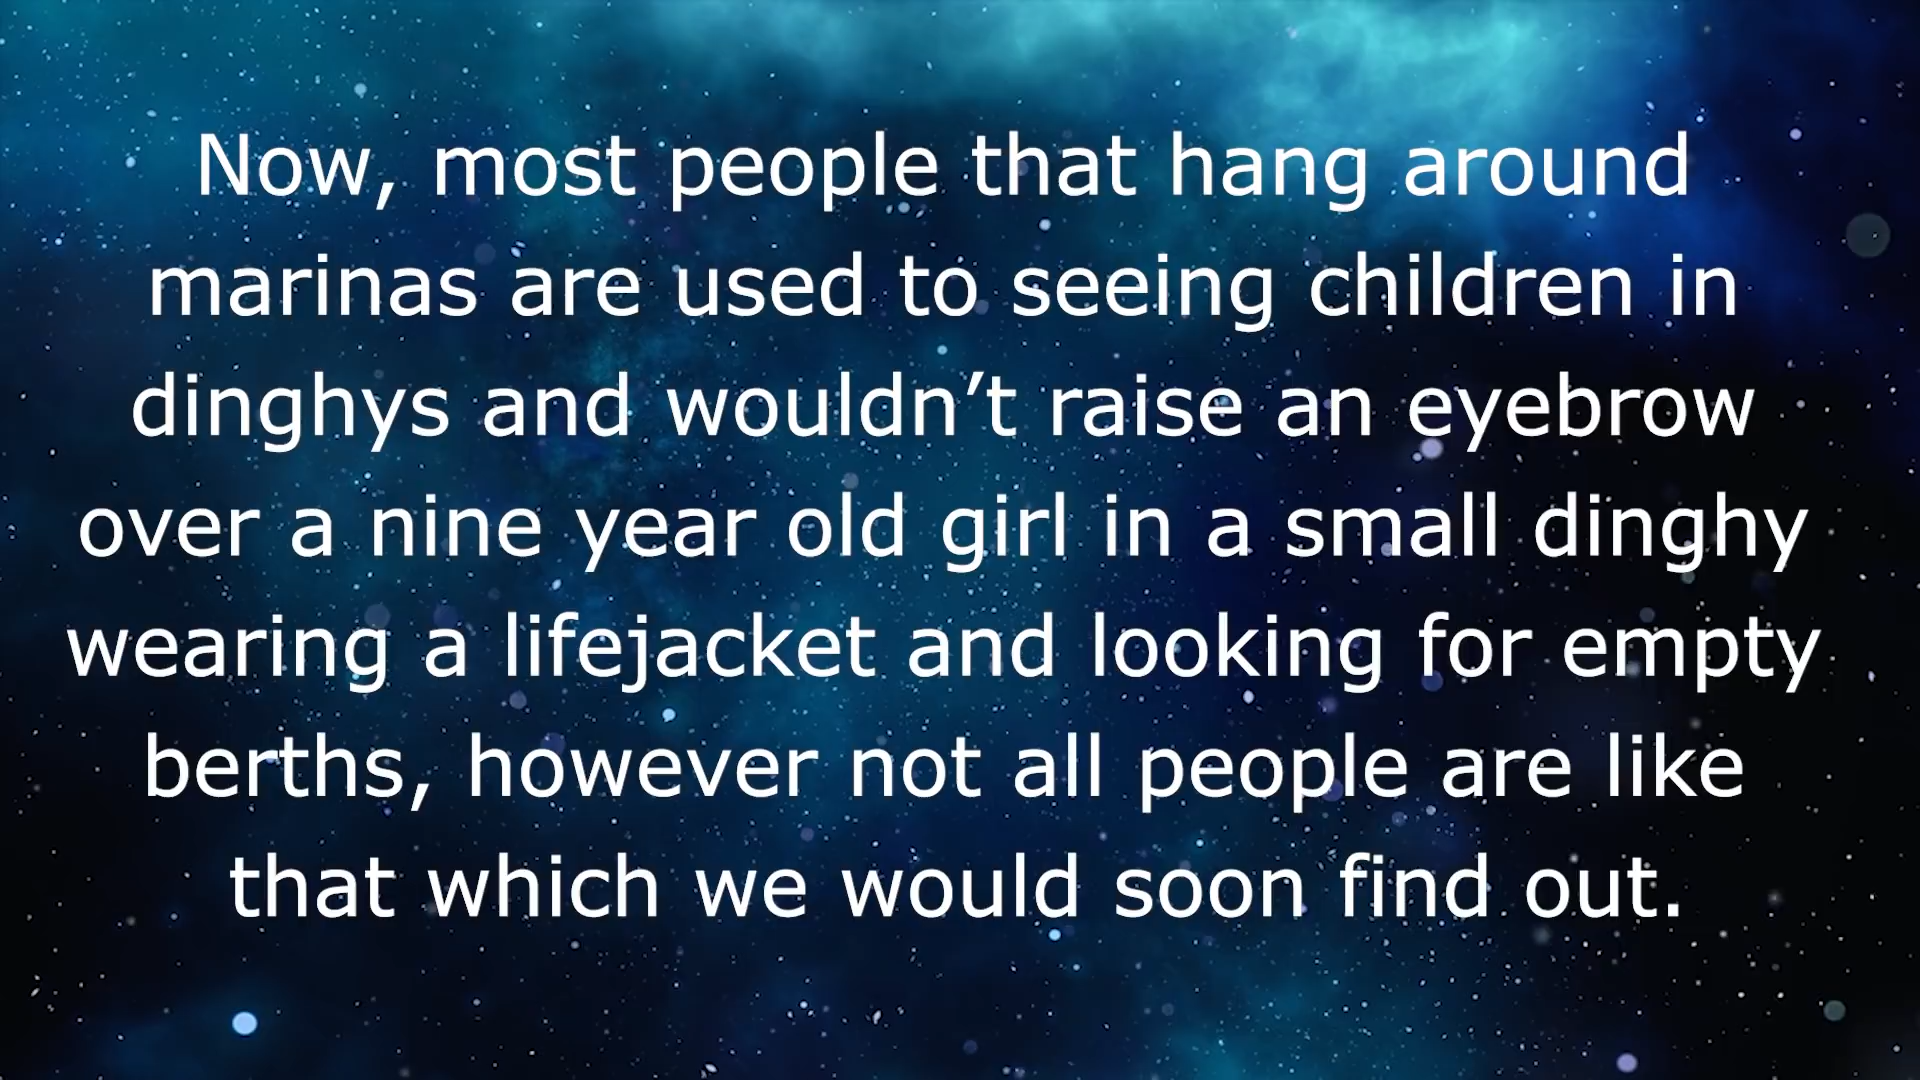 Now, most people that hang around
marinas are used to seeing children in
dinghys and wouldn’t raise an eyebrow
over a nine year old girl in a small dinghy
wearing a lifejacket and looking for empty
berths, however not all people are like
that which we would soon find out.